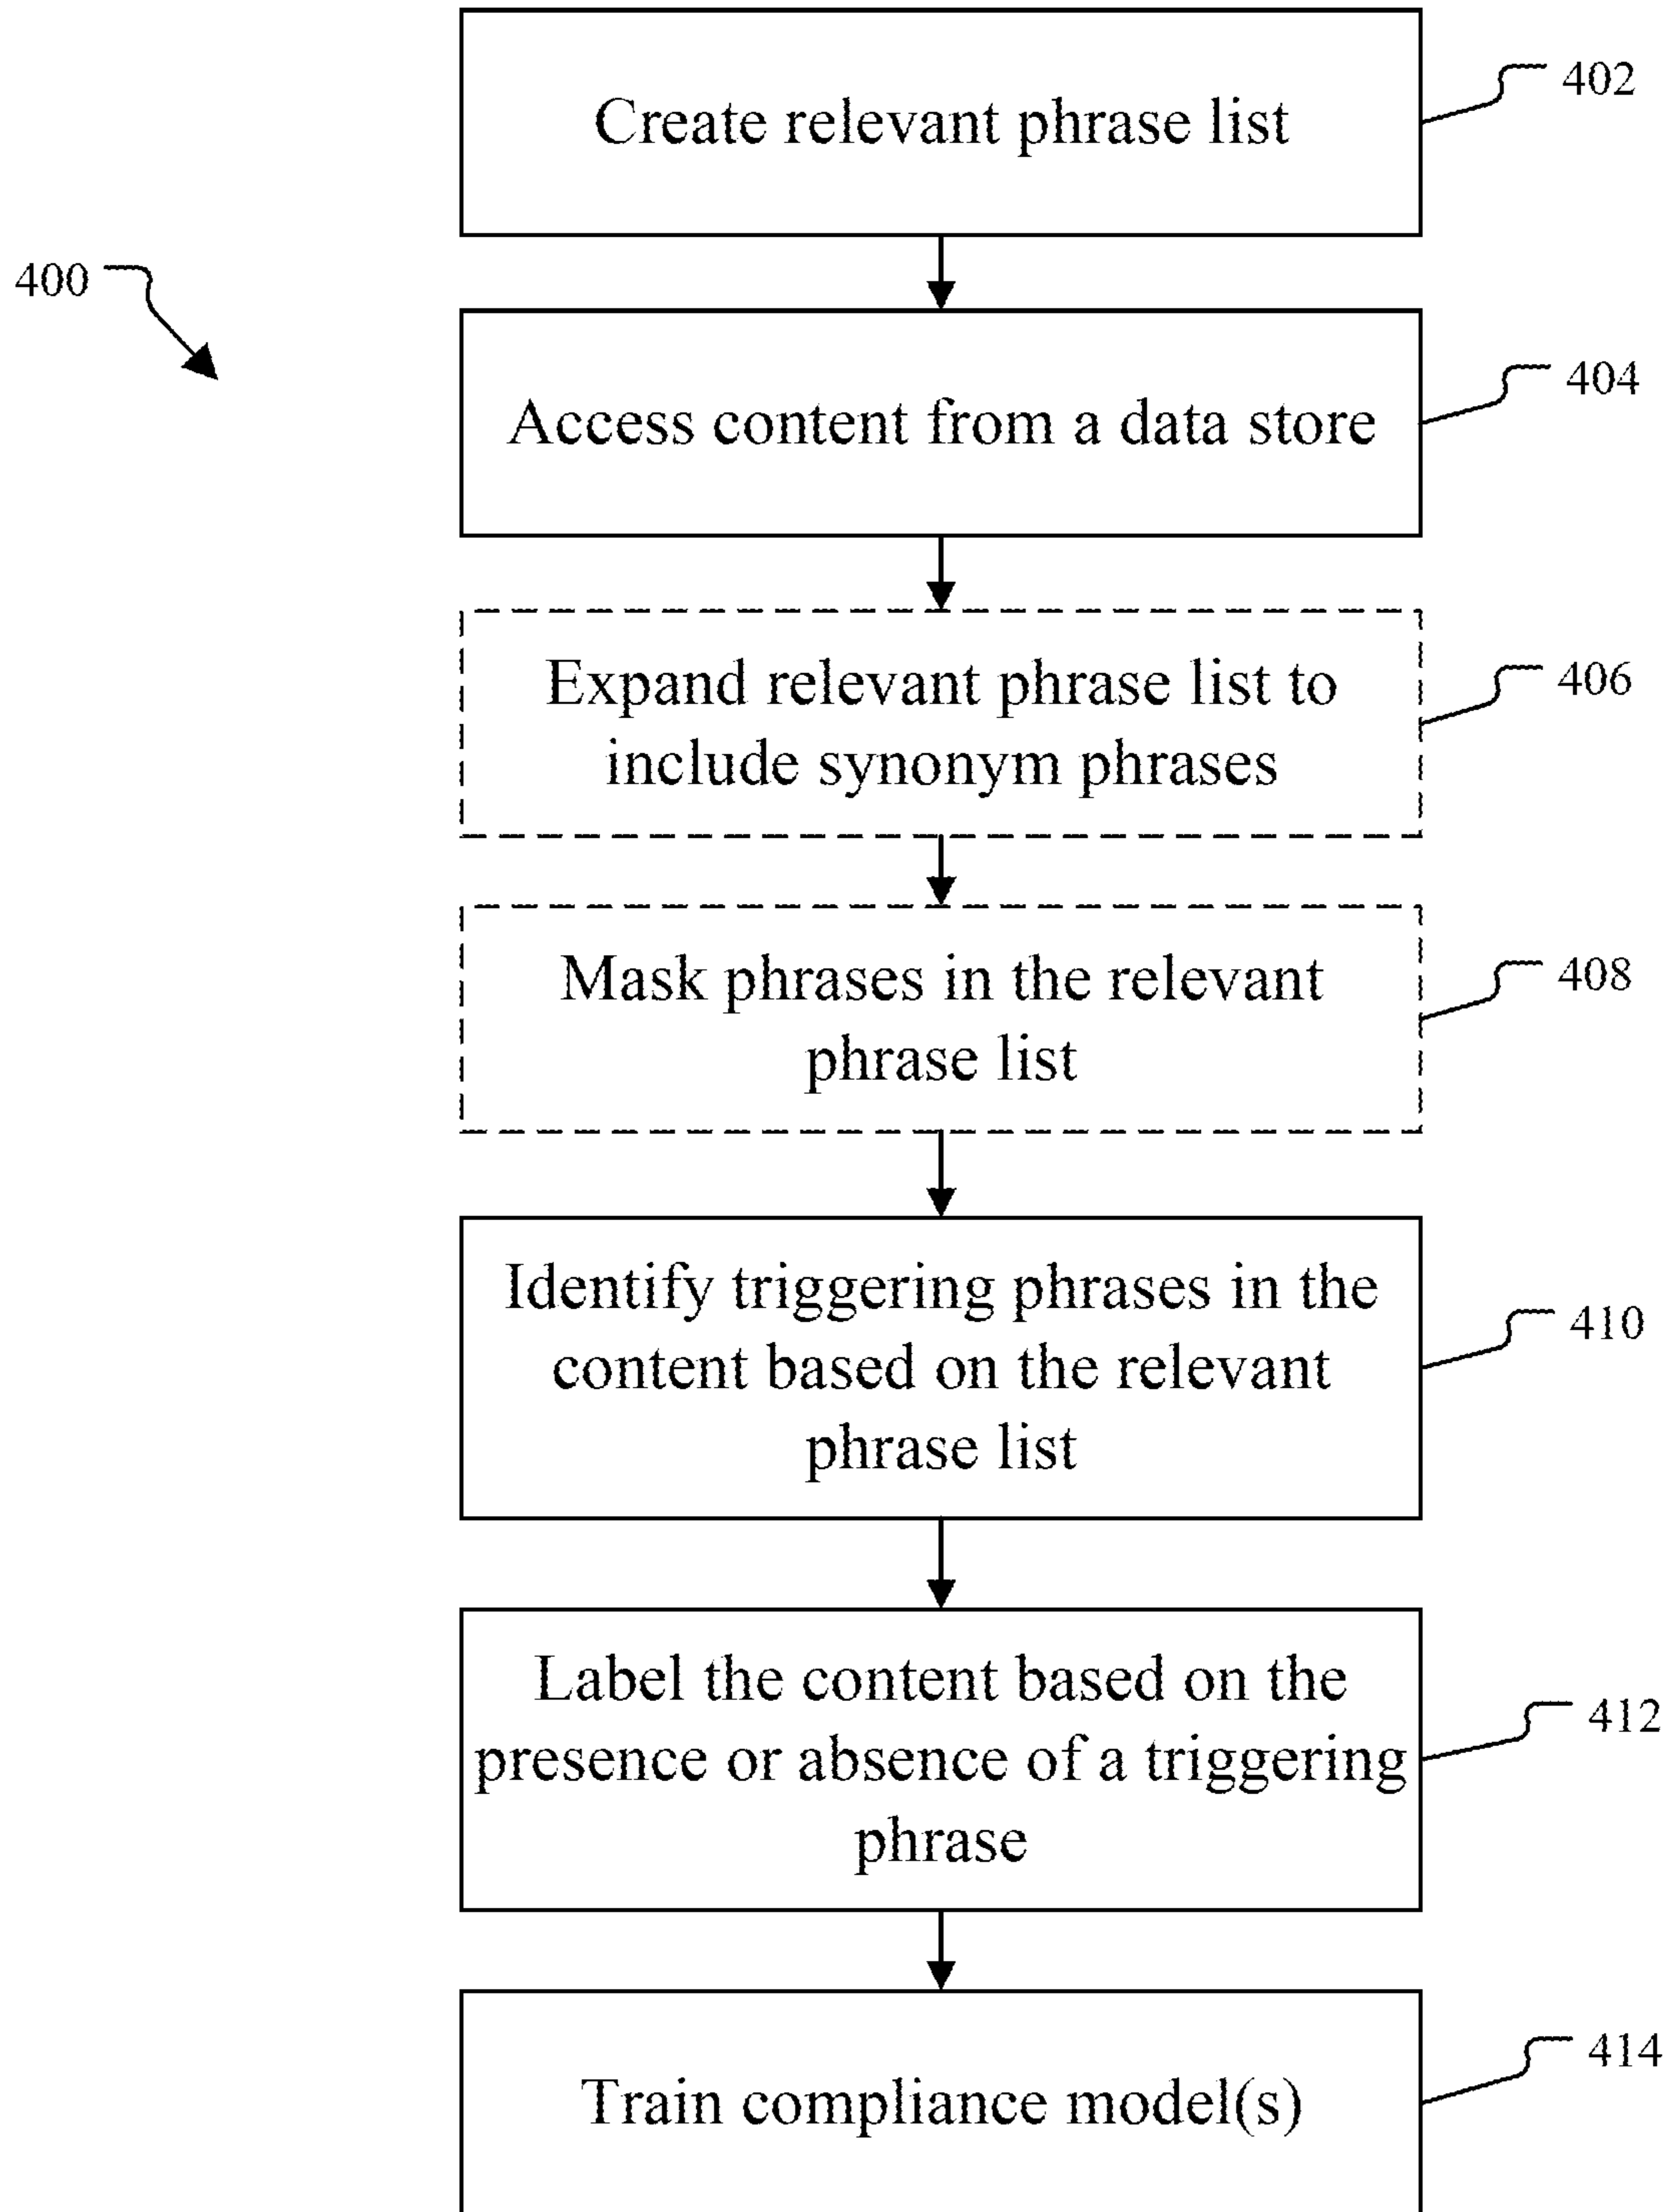 Create relevant phrase list
402
400
Access content from a data store
404
Expand relevant phrase list to
include synonym phrases
406
Mask phrases in the relevant
phrase list
408
Identify triggering phrases in the
content based on the relevant
phrase list
410
Label the content based on the
presence or absence of a triggering
phrase
412
Train compliance model(s)
414